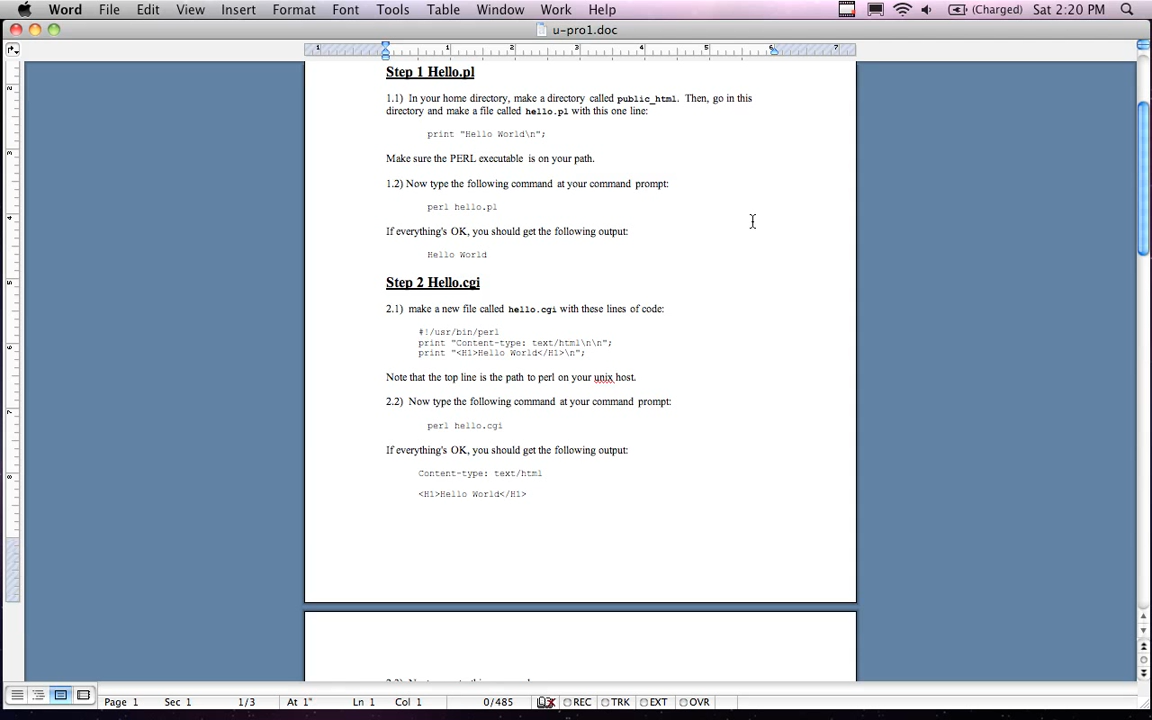 Word File Edit View Insert Format Font Tools Table Window Work Help (Charged) Sat 2:20 PM
u-pro1.doc
1 1 2 3 4 5 6 7
Step 1 Hello.pl
1.1) In your home directory, make a directory called public_html. Then, go in this
directory and make a file called hello.pl with this one line:
print "Hello World\n";
Make sure the PERL executable is on your path.
1.2) Now type the following command at your command prompt:
perl hello.pl
If everything's OK, you should get the following output:
Hello World
Step 2 Hello.cgi
2.1) make a new file called hello.cgi with these lines of code:
#!/usr/bin/perl
print "Content-type: text/html\n\n";
print "<H1>Hello World</H1>\n";
Note that the top line is the path to perl on your unix host.
2.2) Now type the following command at your command prompt:
perl hello.cgi
If everything's OK, you should get the following output:
Content-type: text/html
<H1>Hello World</H1>
Page 1 Sec 1 1/3 At 1" Ln 1 Col 1 0/485 REC TRK EXT OVR